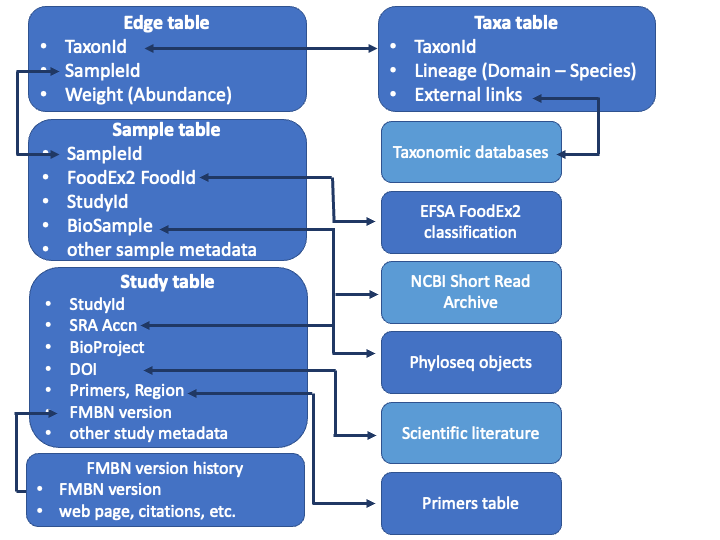 Edge table
• TaxonId
• SampleId
• Weight (Abundance)
Taxa table
• TaxonId
• Lineage (Domain – Species)
• External links
Sample table
• SampleId
• FoodEx2 FoodId
• StudyId
• BioSample
• other sample metadata
Taxonomic databases
EFSA FoodEx2
classification
NCBI Short Read
Archive
Study table
• StudyId
• SRA Accn
• BioProject
• DOI
• Primers, Region
• FMBN version
• other study metadata
Phyloseq objects
Scientific literature
FMBN version history
• FMBN version
• web page, citations, etc.
Primers table